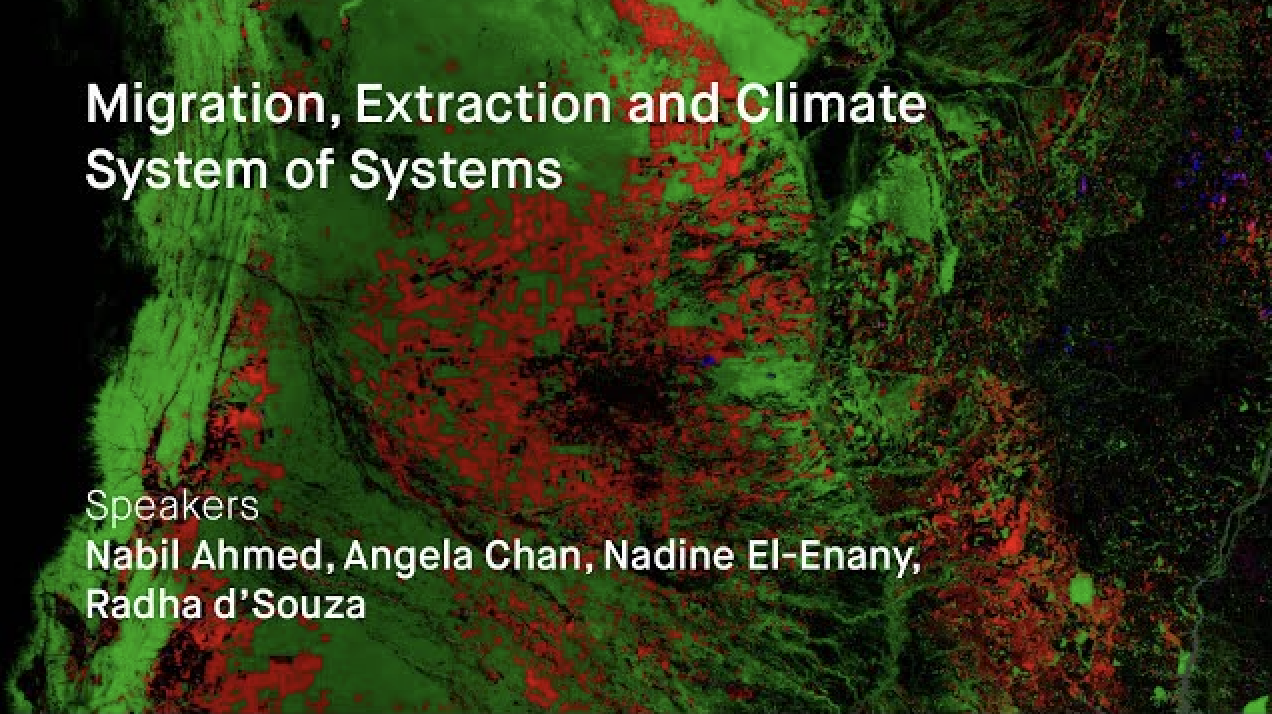 Migration, Extraction and Climate
System of Systems
Speakers
Nabil Ahmed, Angela Chan, Nadine El-Enany,
Radha d’Souza